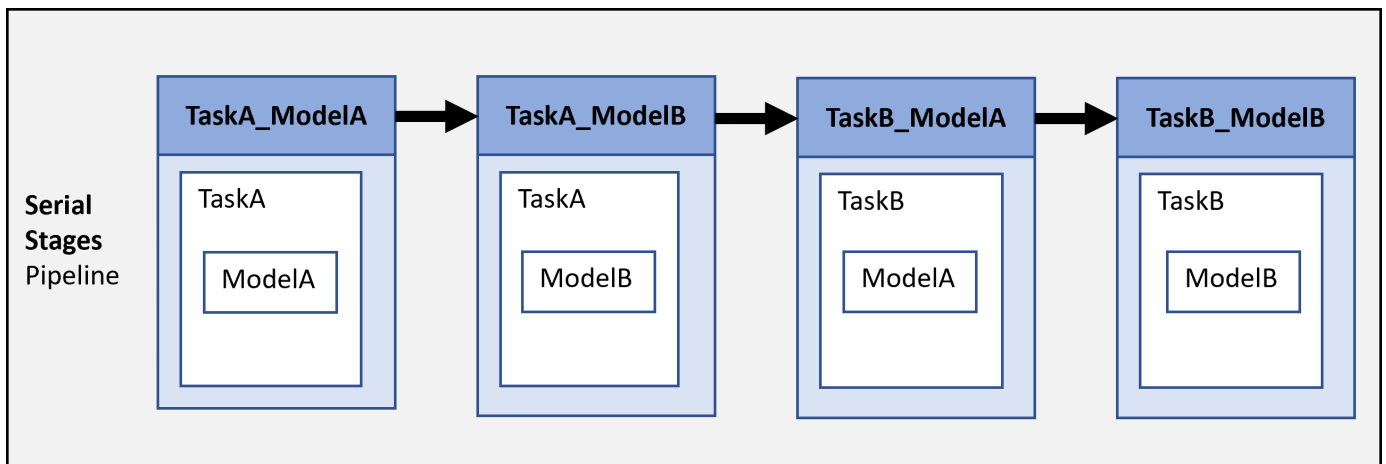 TaskA_ModelA
TaskA_ModelB
TaskB_ModelA
TaskB_ModelB
Serial
Stages
Pipeline
TaskA
ModelA
TaskA
ModelB
TaskB
ModelA
TaskB
ModelB